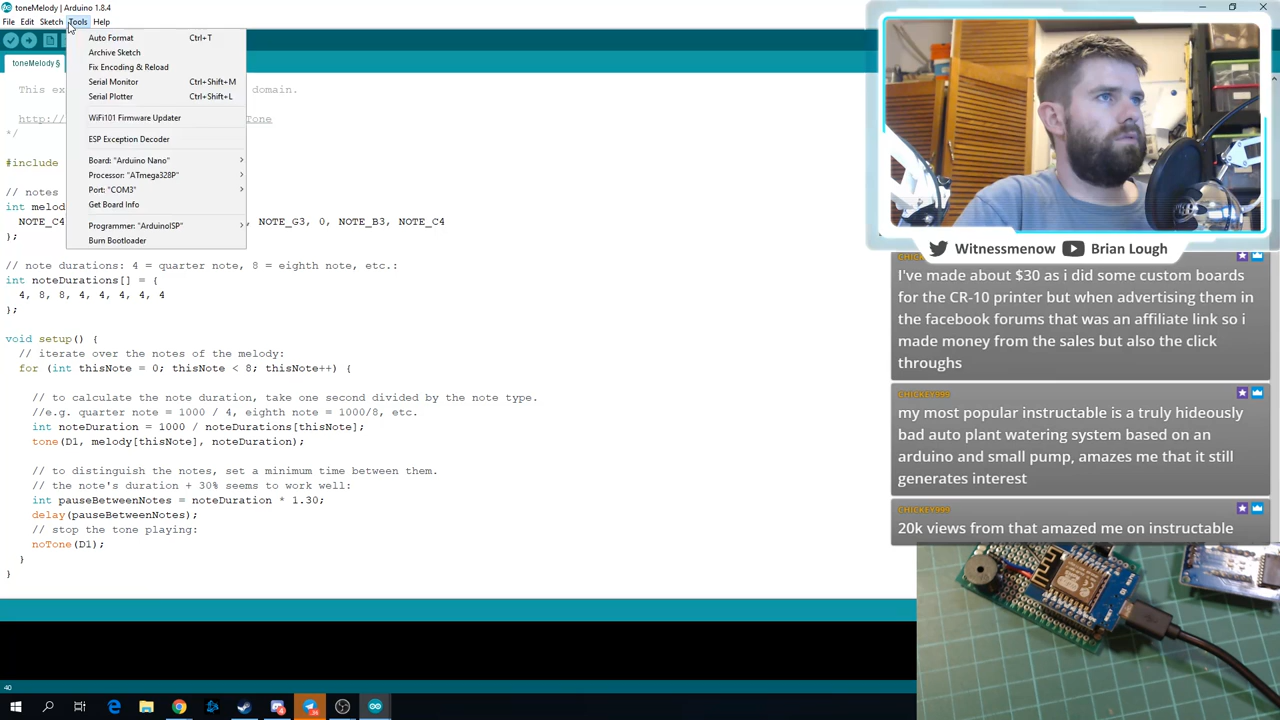 toneMelody | Arduino 1.8.4
File Edit Sketch Tools Help
toneMelody §
Auto Format Ctrl+T
Archive Sketch
Fix Encoding & Reload
Serial Monitor Ctrl+Shift+M
Serial Plotter Ctrl+Shift+L
WiFi101 Firmware Updater
ESP Exception Decoder
Board: "Arduino Nano"
Processor: "ATmega328P"
Port: "COM3"
Get Board Info
Programmer: "ArduinoISP"
Burn Bootloader
This ex domain.
http:// Tone
*/
#include
// notes
int melod
NOTE_C4 , NOTE_G3, 0, NOTE_B3, NOTE_C4
};
// note durations: 4 = quarter note, 8 = eighth note, etc.:
int noteDurations[] = {
4, 8, 8, 4, 4, 4, 4, 4
};
void setup() {
// iterate over the notes of the melody:
for (int thisNote = 0; thisNote < 8; thisNote++) {
// to calculate the note duration, take one second divided by the note type.
//e.g. quarter note = 1000 / 4, eighth note = 1000/8, etc.
int noteDuration = 1000 / noteDurations[thisNote];
tone(D1, melody[thisNote], noteDuration);
// to distinguish the notes, set a minimum time between them.
// the note's duration + 30% seems to work well:
int pauseBetweenNotes = noteDuration * 1.30;
delay(pauseBetweenNotes);
// stop the tone playing:
noTone(D1);
}
}
40
Witnessmenow Brian Lough
I've made about $30 as i did some custom boards
for the CR-10 printer but when advertising them in
the facebook forums that was an affiliate link so i
made money from the sales but also the click
throughs
CHICKEY999
my most popular instructable is a truly hideously
bad auto plant watering system based on an
arduino and small pump, amazes me that it still
generates interest
CHICKEY999
20k views from that amazed me on instructable